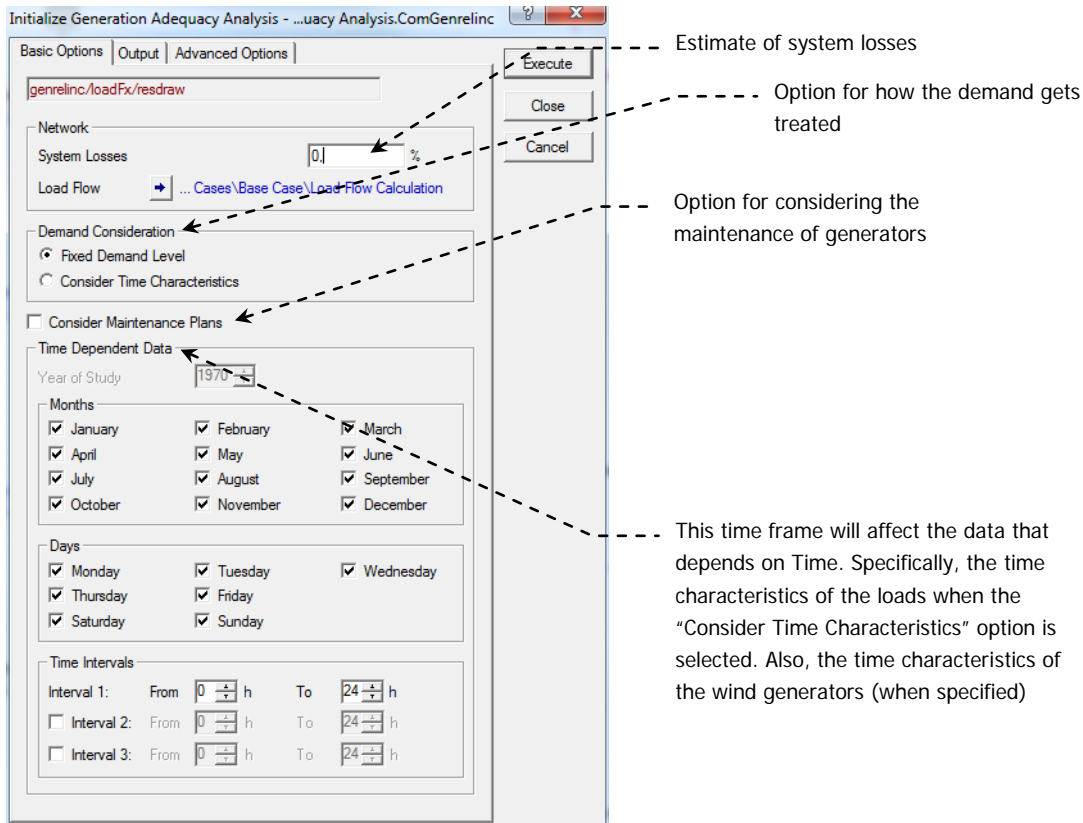 Initialize Generation Adequacy Analysis - ...uacy Analysis.ComGenrelinc
Basic Options Output Advanced Options
genrelinc/loadFx/resdraw
Execute
Close
Cancel
Network
System Losses 0, %
Load Flow ... Cases\Base Case\Load Flow Calculation
Demand Consideration
Fixed Demand Level
Consider Time Characteristics
Consider Maintenance Plans
Time Dependent Data
Year of Study 1970
Months
January February March
April May June
July August September
October November December
Days
Monday Tuesday Wednesday
Thursday Friday
Saturday Sunday
Time Intervals
Interval 1: From 0 h To 24 h
Interval 2: From 0 h To 24 h
Interval 3: From 0 h To 24 h
Estimate of system losses
Option for how the demand gets
treated
Option for considering the
maintenance of generators
This time frame will affect the data that
depends on Time. Specifically, the time
characteristics of the loads when the
“Consider Time Characteristics” option is
selected. Also, the time characteristics of
the wind generators (when specified)